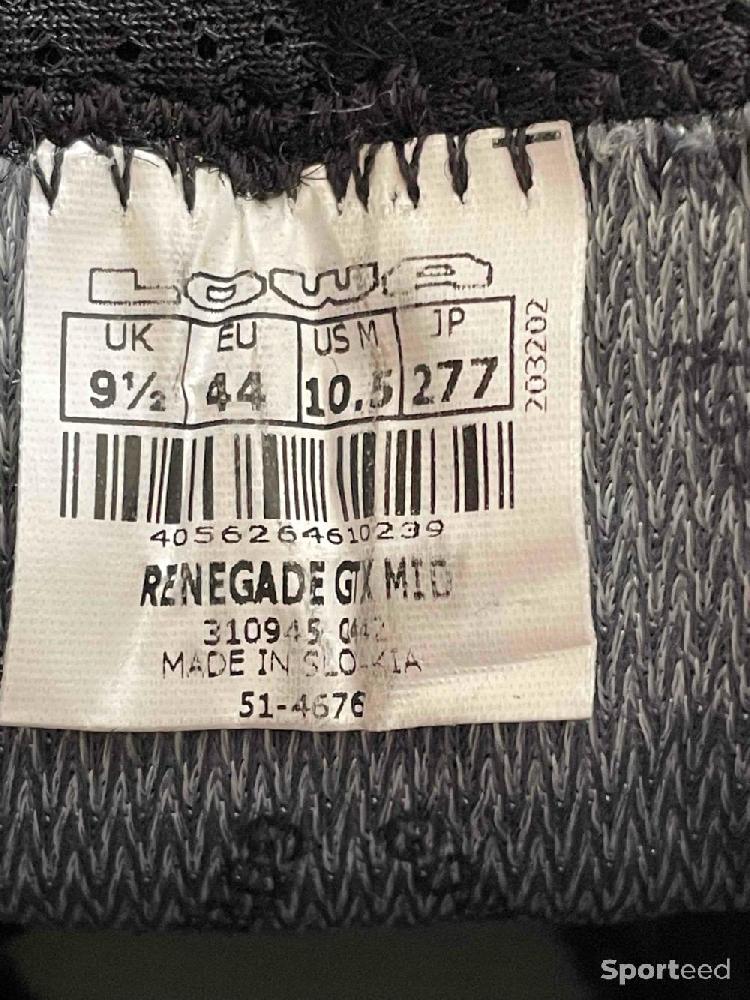 LOWA
UK EU US M JP
9½ 44 10.5 277
203202
4056264610239
RENEGADE GTX MID
310945
MADE IN
51-4676
Sporteed